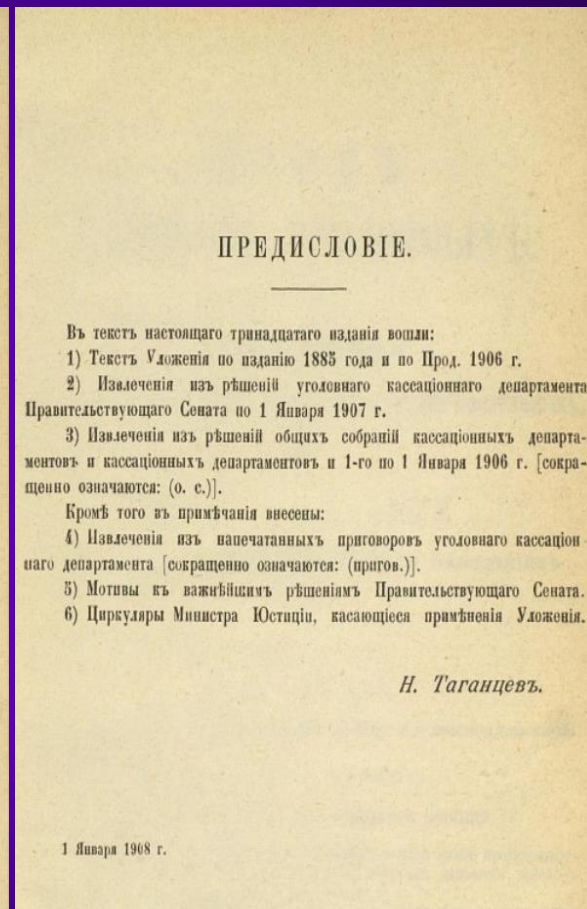 ПРЕДИСЛОВІЕ.
Въ текстъ настоящаго тринадцатаго изданія вошли:
1) Текстъ Уложенія по изданію 1885 года и по Прод. 1906 г.
2) Извлеченія изъ рѣшеній уголовнаго кассаціоннаго департамента
Правительствующаго Сената по 1 Января 1907 г.
3) Извлеченія изъ рѣшеній общихъ собраній кассаціонныхъ департа-
ментовъ и кассаціонныхъ департаментовъ и 1-го по 1 Января 1906 г. [сокра-
щенно означаются: (о. с.)].
Кромѣ того въ примѣчанія внесены:
4) Извлеченія изъ напечатанныхъ приговоровъ уголовнаго кассаціон
наго департамента [сокращенно означаются: (пригов.)].
5) Мотивы къ важнѣйшимъ рѣшеніямъ Правительствующаго Сената.
6) Циркуляры Министра Юстиціи, касающіеся примѣненія Уложенія.
Н. Таганцевъ.
1 Января 1908 г.